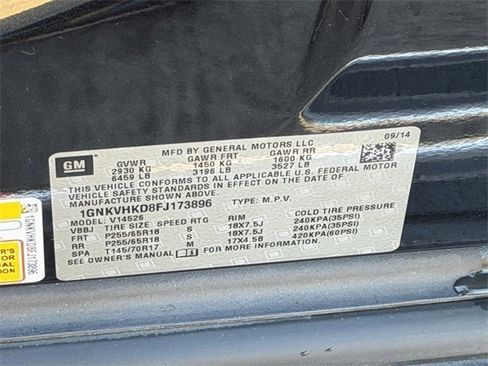 MFD BY GENERAL MOTORS LLC
09/14
GM
GVWR GAWR FRT GAWR RR
2930 KG 1450 KG 1600 KG
6459 LB 3196 LB 3527 LB
THIS VEHICLE CONFORMS TO ALL APPLICABLE U.S. FEDERAL MOTOR
VEHICLE SAFETY STANDARDS IN EFFECT ON THE DATE OF
MANUFACTURE SHOWN ABOVE.
1GNKVHKD8FJ173896 TYPE: M.P.V.
MODEL: V14526
VBBJ TIRE SIZE SPEED RTG RIM COLD TIRE PRESSURE
FRT P255/65R18 S 18X7.5J 240KPA(35PSI)
RR P255/65R18 S 18X7.5J 240KPA(35PSI)
SPA T145/70R17 M 17X4.5B 420KPA(60PSI)
SEE OWNER'S MANUAL FOR ADDITIONAL INFORMATION.
1GNKVHKD8FJ173896